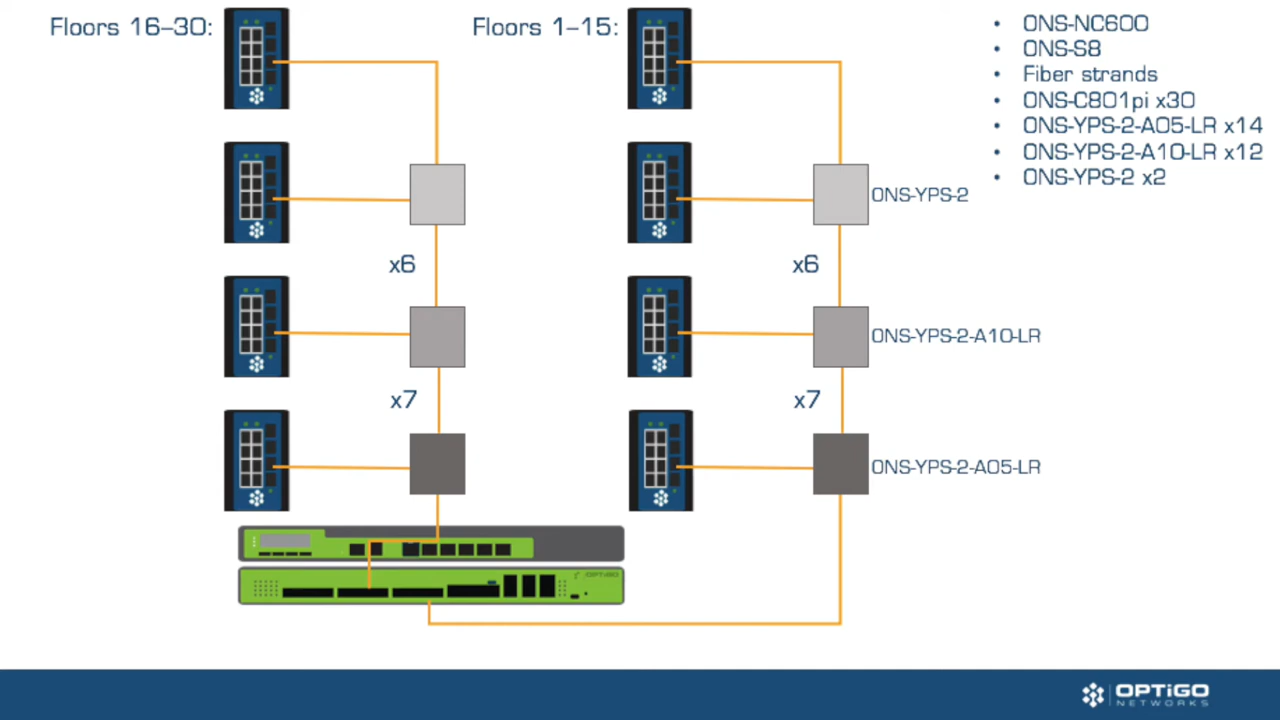 Floors 16–30:
Floors 1–15:
• ONS-NC600
• ONS-S8
• Fiber strands
• ONS-C801pi x30
• ONS-YPS-2-A05-LR x14
• ONS-YPS-2-A10-LR x12
• ONS-YPS-2 x2
ONS-YPS-2
x6
x6
ONS-YPS-2-A10-LR
x7
x7
ONS-YPS-2-A05-LR
OPTiGO
OPTiGO
NETWORKS